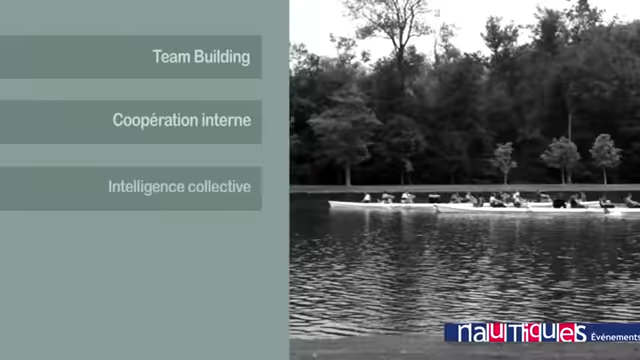 Team Building
Coopération interne
Intelligence collective
nautiques Événements